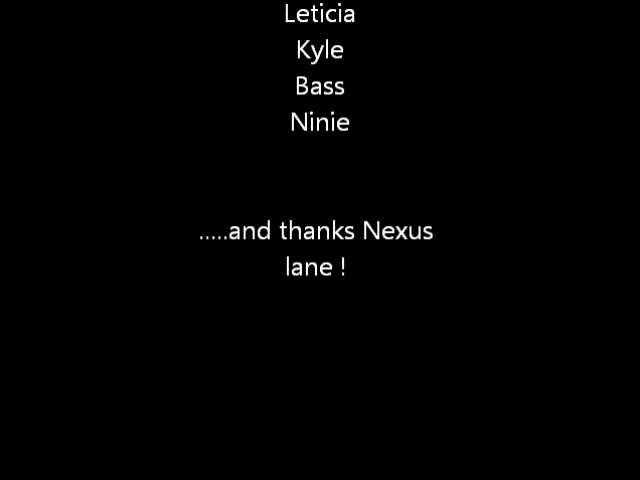 Leticia
Kyle
Bass
Ninie
.....and thanks Nexus
lane !